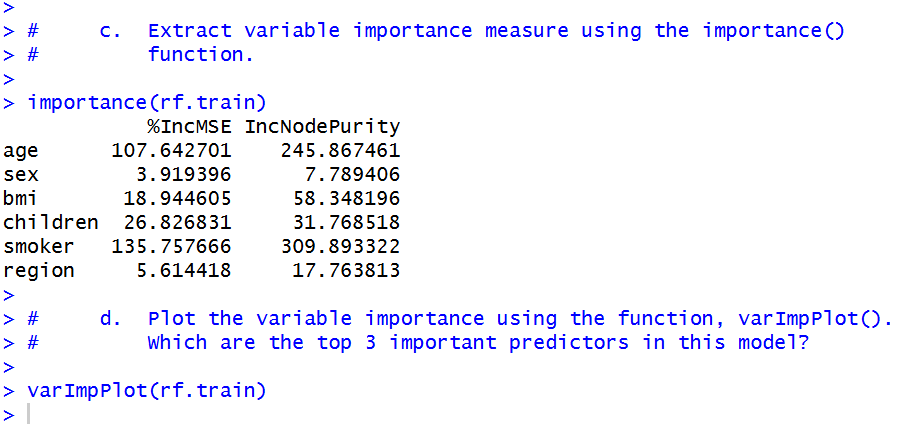 >
> #     c.  Extract variable importance measure using the importance()
> #         function.
>
> importance(rf.train)
            %IncMSE IncNodePurity
age      107.642701    245.867461
sex        3.919396      7.789406
bmi       18.944605     58.348196
children  26.826831     31.768518
smoker   135.757666    309.893322
region     5.614418     17.763813
>
> #     d.  Plot the variable importance using the function, varImpPlot().
> #         Which are the top 3 important predictors in this model?
>
> varImpPlot(rf.train)
>